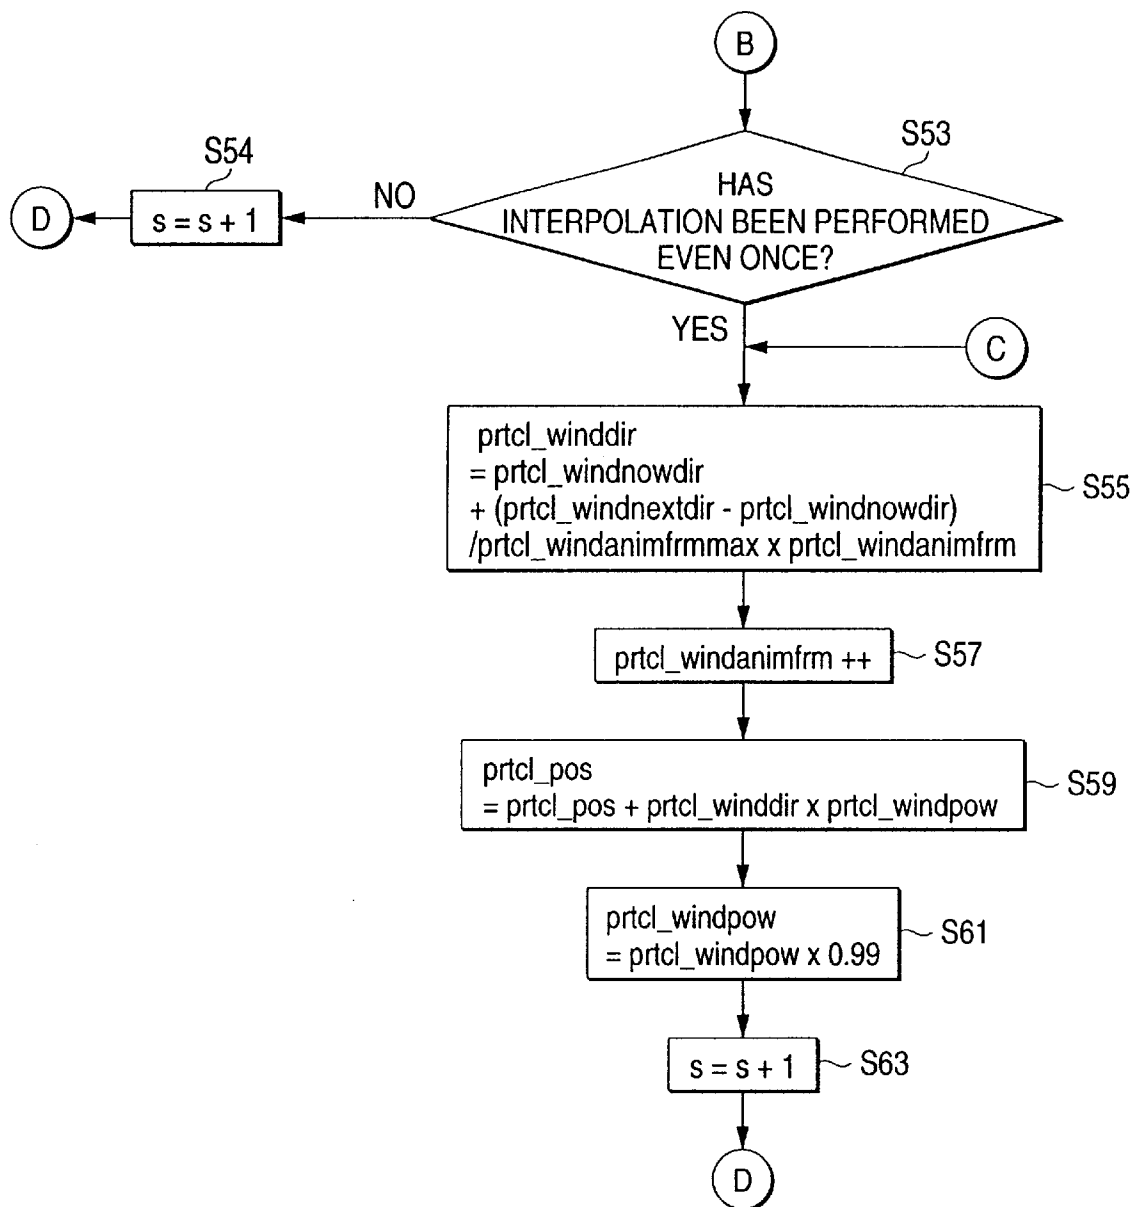 B
S53
HAS
INTERPOLATION BEEN PERFORMED
EVEN ONCE?
NO
S54
s = s + 1
D
YES
C
prtcl_winddir
= prtcl_windnowdir
+ (prtcl_windnextdir - prtcl_windnowdir)
/prtcl_windanimfrmmax x prtcl_windanimfrm
S55
prtcl_windanimfrm ++
S57
prtcl_pos
= prtcl_pos + prtcl_winddir x prtcl_windpow
S59
prtcl_windpow
= prtcl_windpow x 0.99
S61
s = s + 1
S63
D